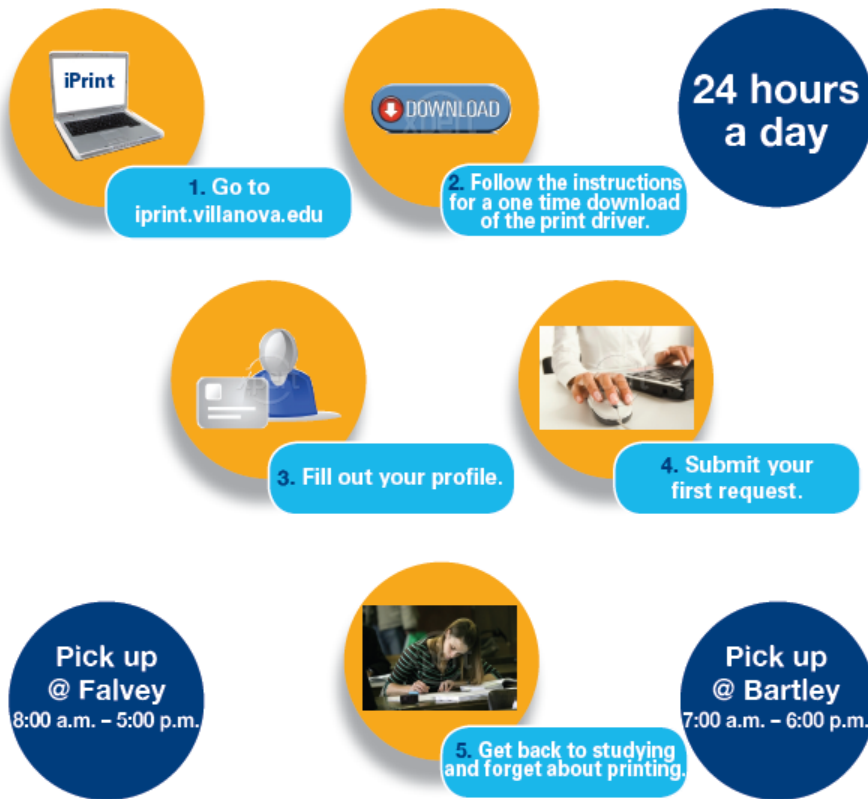 iPrint
DOWNLOAD
24 hours
a day
1. Go to
iprint.villanova.edu
2. Follow the instructions
for a one time download
of the print driver.
3. Fill out your profile.
4. Submit your
first request.
Pick up
@ Falvey
8:00 a.m. – 5:00 p.m.
5. Get back to studying
and forget about printing.
Pick up
@ Bartley
7:00 a.m. – 6:00 p.m.